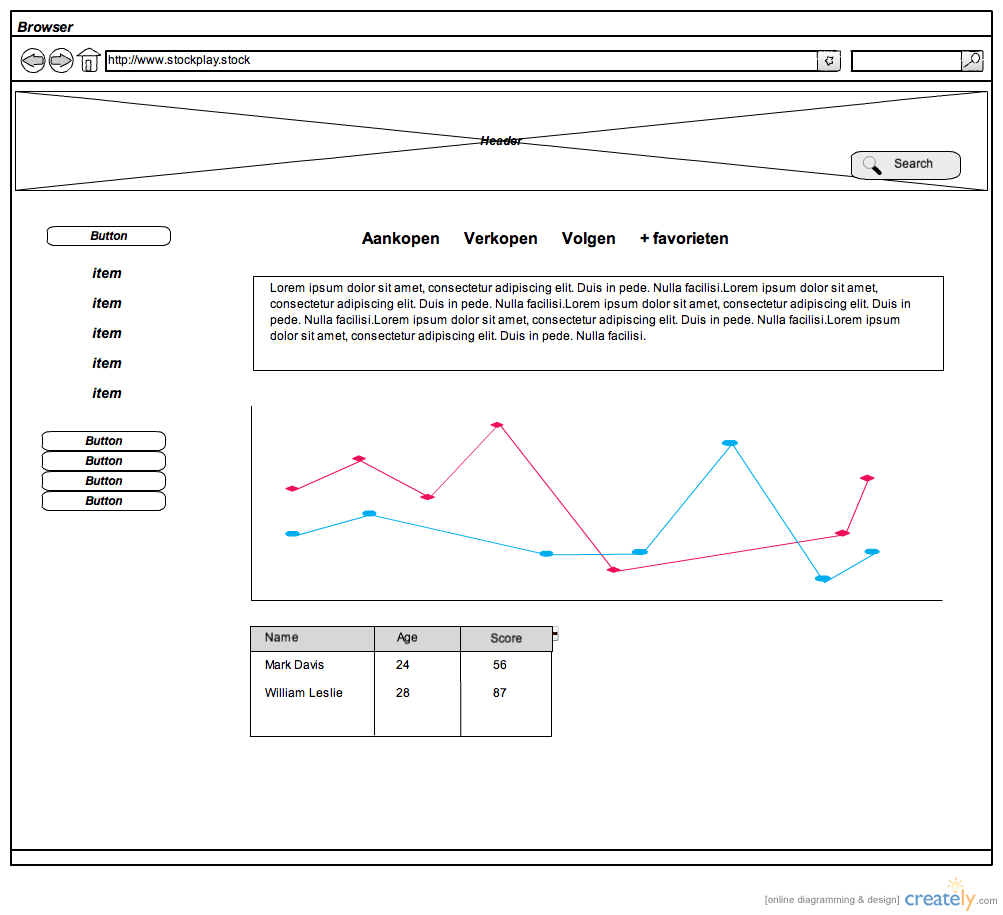 Browser
http://www.stockplay.stock
Header
Search
Button
Aankopen Verkopen Volgen + favorieten
item
item
item
item
item
Lorem ipsum dolor sit amet, consectetur adipiscing elit. Duis in pede. Nulla facilisi.Lorem ipsum dolor sit amet,
consectetur adipiscing elit. Duis in pede. Nulla facilisi.Lorem ipsum dolor sit amet, consectetur adipiscing elit. Duis in
pede. Nulla facilisi.Lorem ipsum dolor sit amet, consectetur adipiscing elit. Duis in pede. Nulla facilisi.Lorem ipsum
dolor sit amet, consectetur adipiscing elit. Duis in pede. Nulla facilisi.
Button
Button
Button
Button
Name Age Score
Mark Davis 24 56
William Leslie 28 87
[online diagramming & design] creately.com